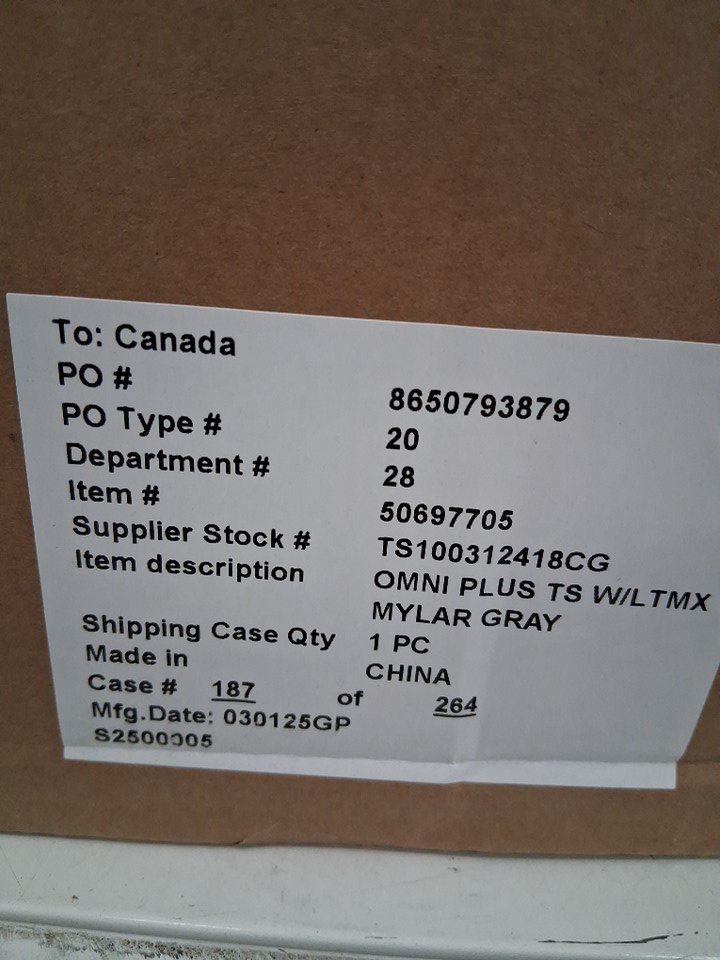 To: Canada
PO # 8650793879
PO Type # 20
Department # 28
Item # 50697705
Supplier Stock # TS100312418CG
Item description OMNI PLUS TS W/LTMX
MYLAR GRAY
Shipping Case Qty 1 PC
Made in CHINA
Case # 187 of 264
Mfg.Date: 030125GP
S2500005